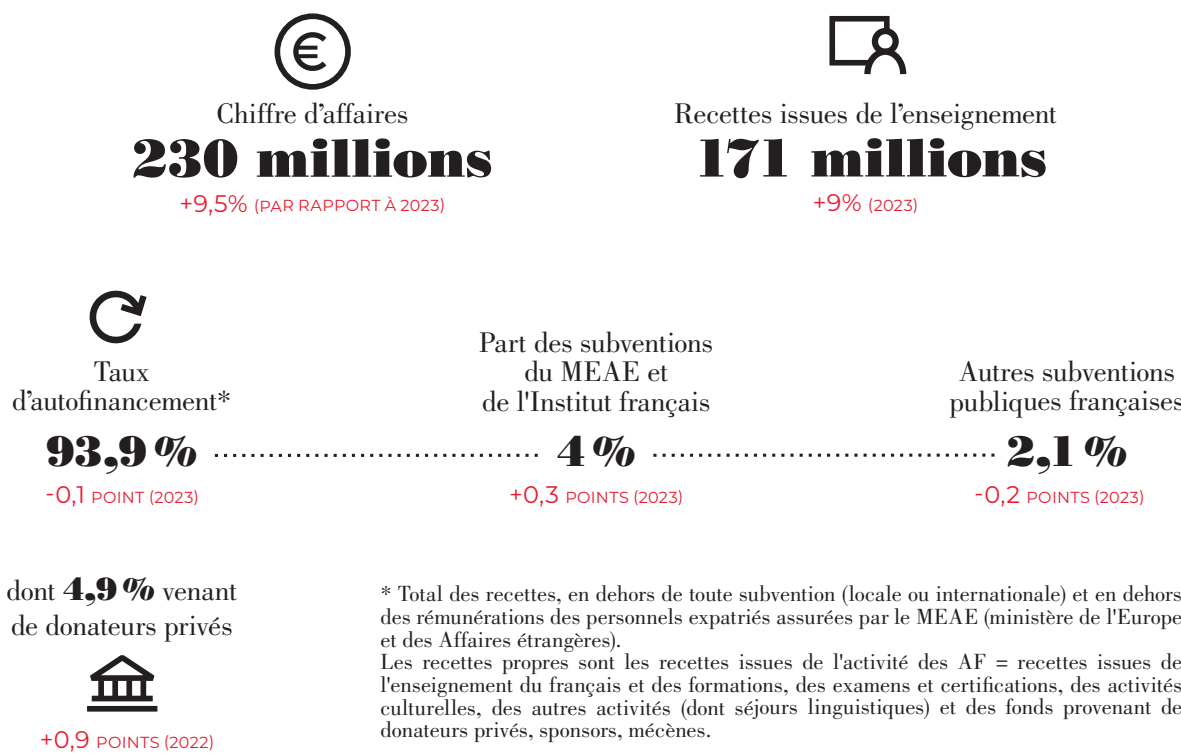 Chiffre d'affaires
230 millions
+9,5% (PAR RAPPORT À 2023)
Recettes issues de l'enseignement
171 millions
+9% (2023)
Taux
d'autofinancement*
93,9 %
-0,1 POINT (2023)
Part des subventions
du MEAE et
de l'Institut français
4 %
+0,3 POINTS (2023)
Autres subventions
publiques françaises
2,1 %
-0,2 POINTS (2023)
dont 4,9 % venant
de donateurs privés
+0,9 POINTS (2022)
* Total des recettes, en dehors de toute subvention (locale ou internationale) et en dehors
des rémunérations des personnels expatriés assurées par le MEAE (ministère de l'Europe
et des Affaires étrangères).
Les recettes propres sont les recettes issues de l'activité des AF = recettes issues de
l'enseignement du français et des formations, des examens et certifications, des activités
culturelles, des autres activités (dont séjours linguistiques) et des fonds provenant de
donateurs privés, sponsors, mécènes.